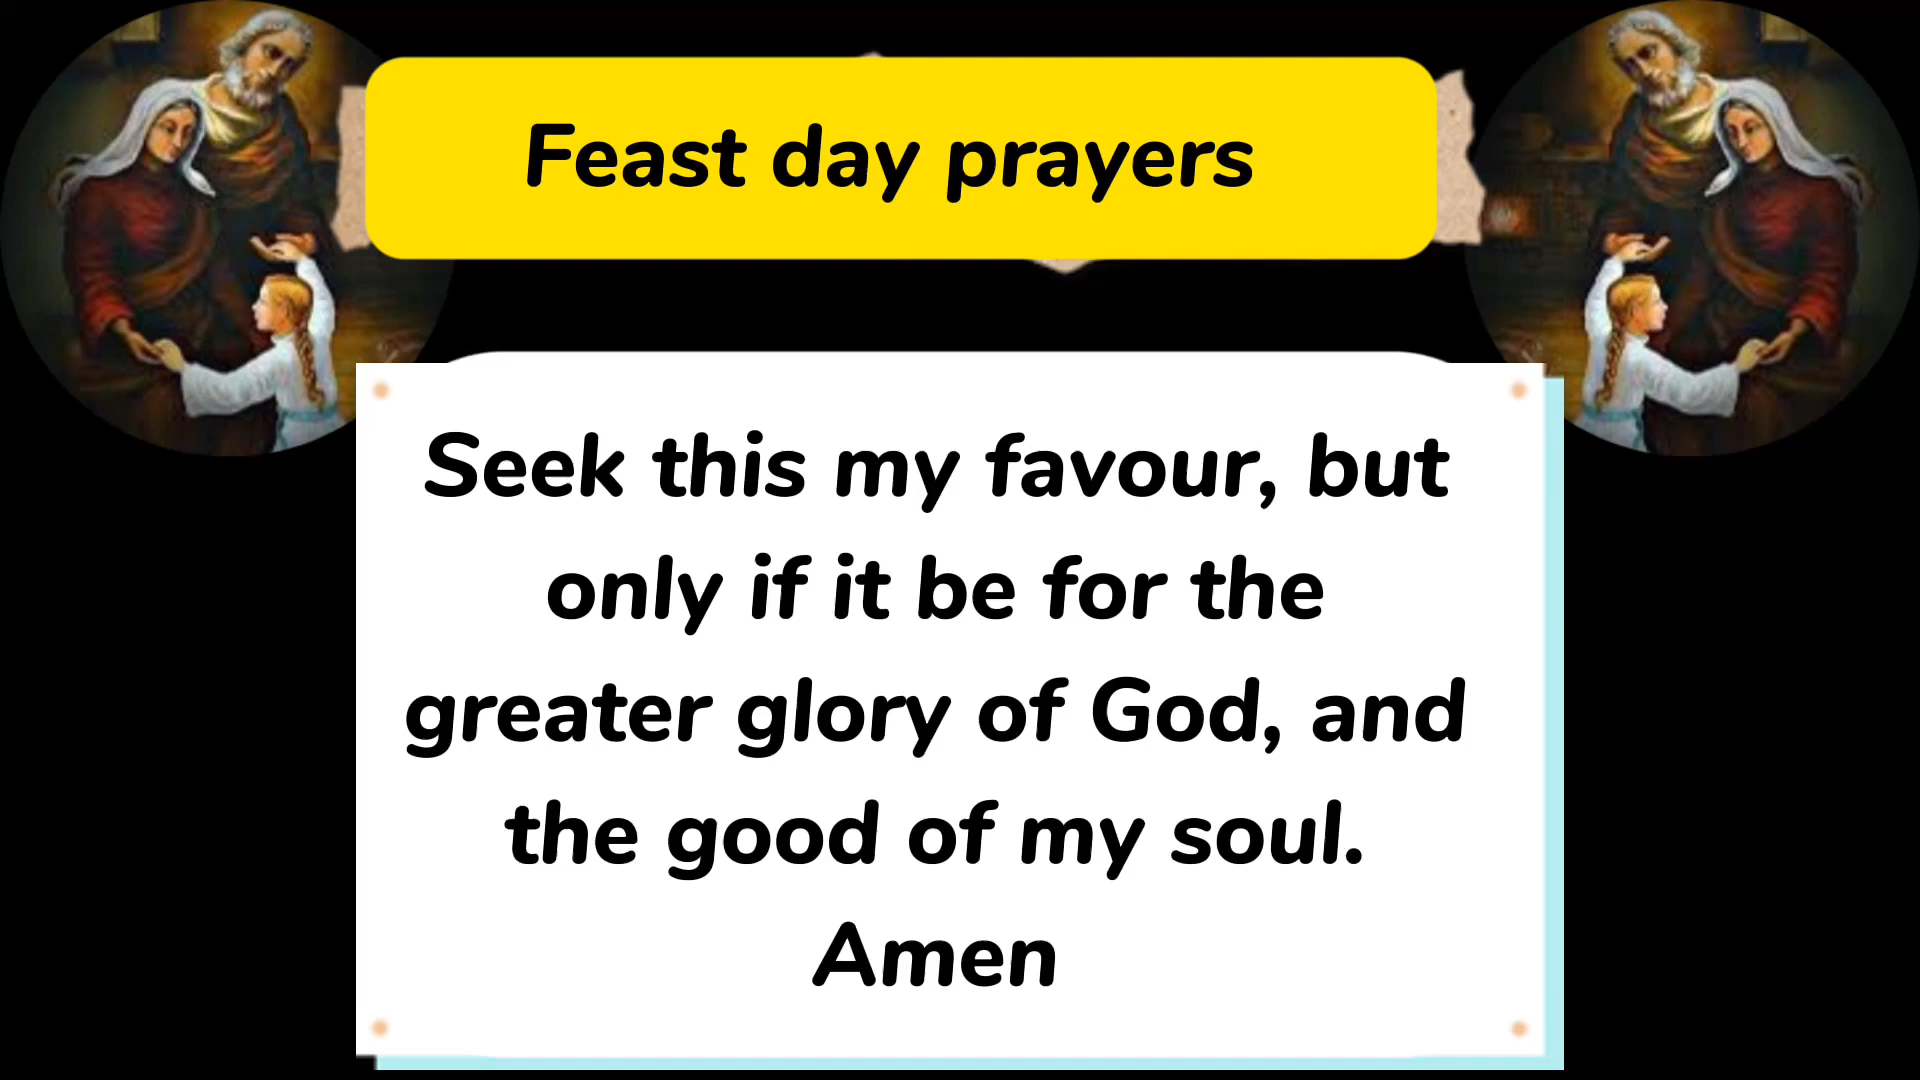 Feast day prayers
Seek this my favour, but
only if it be for the
greater glory of God, and
the good of my soul.
Amen